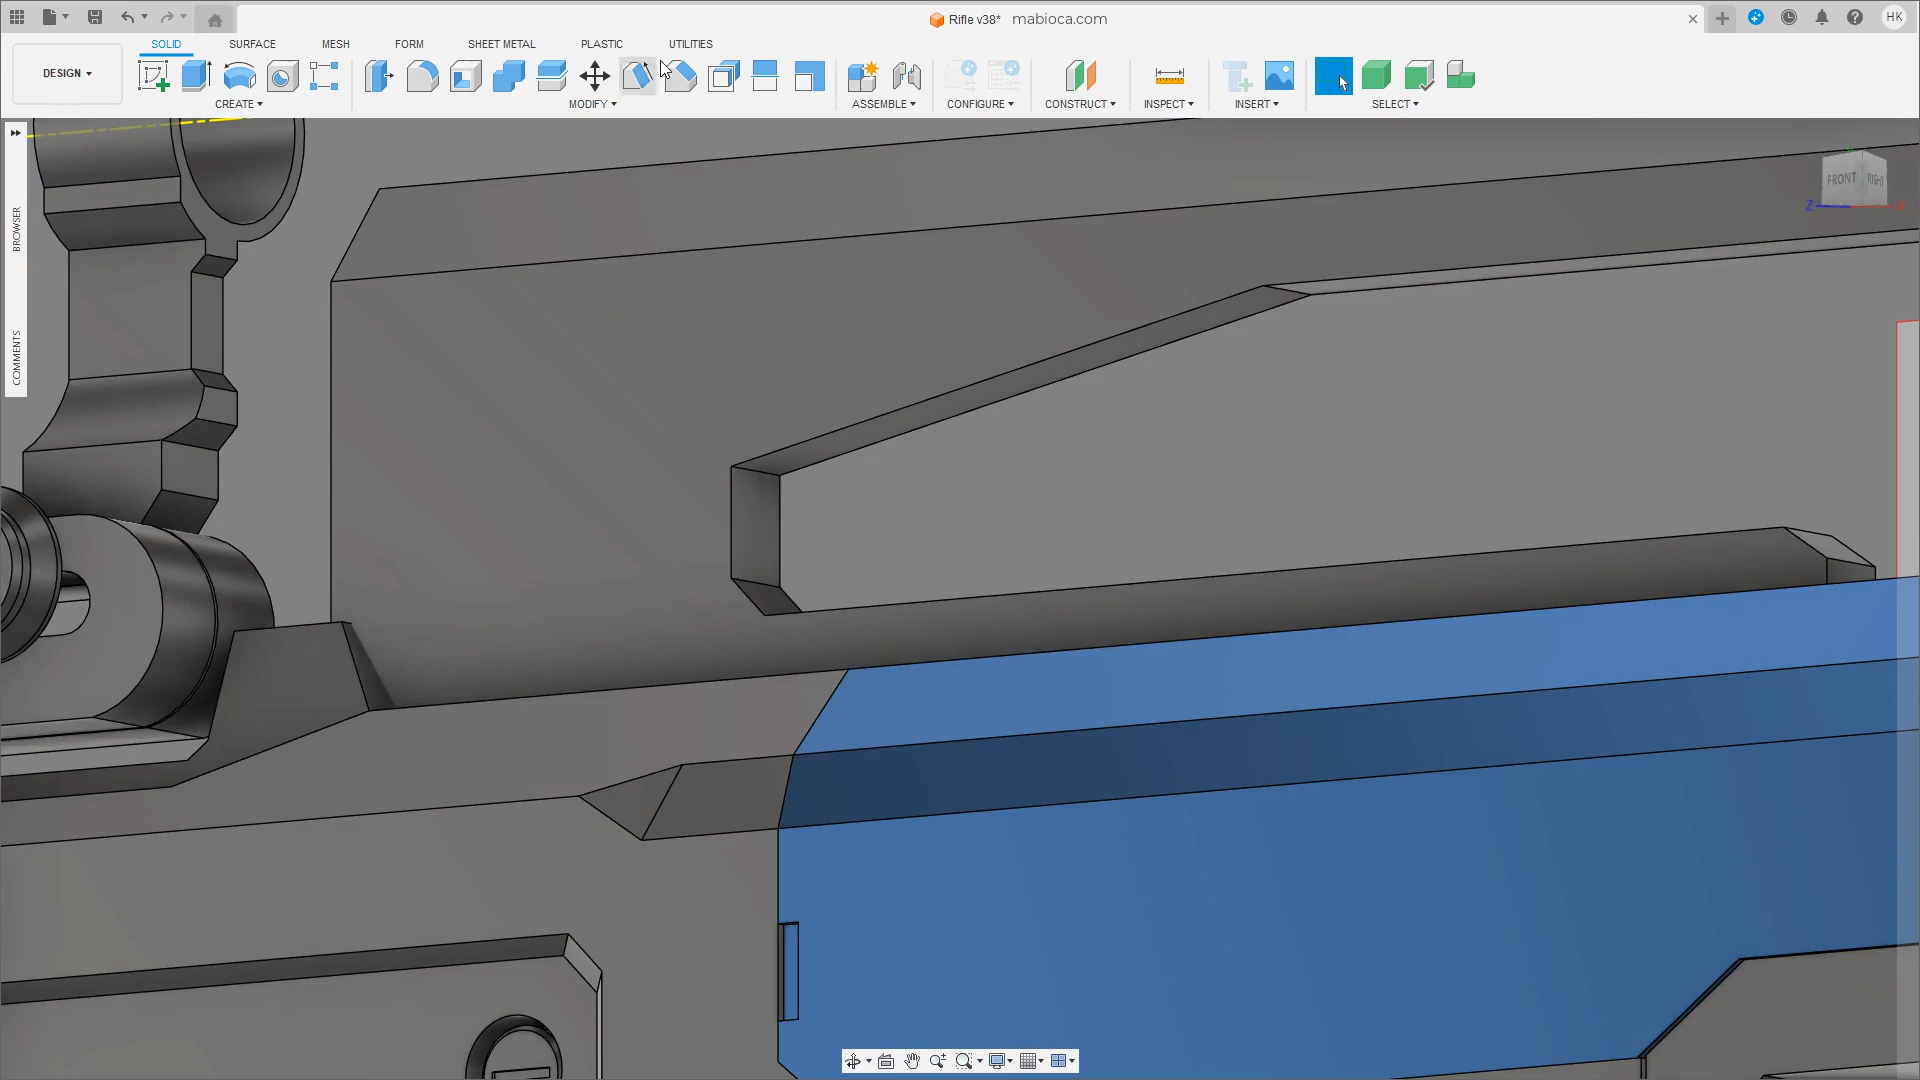 Rifle v38* mabioca.com
HK
SOLID SURFACE MESH FORM SHEET METAL PLASTIC UTILITIES
DESIGN
CREATE MODIFY ASSEMBLE CONFIGURE CONSTRUCT INSPECT INSERT SELECT
BROWSER
COMMENTS
FRONT RIGHT
Z